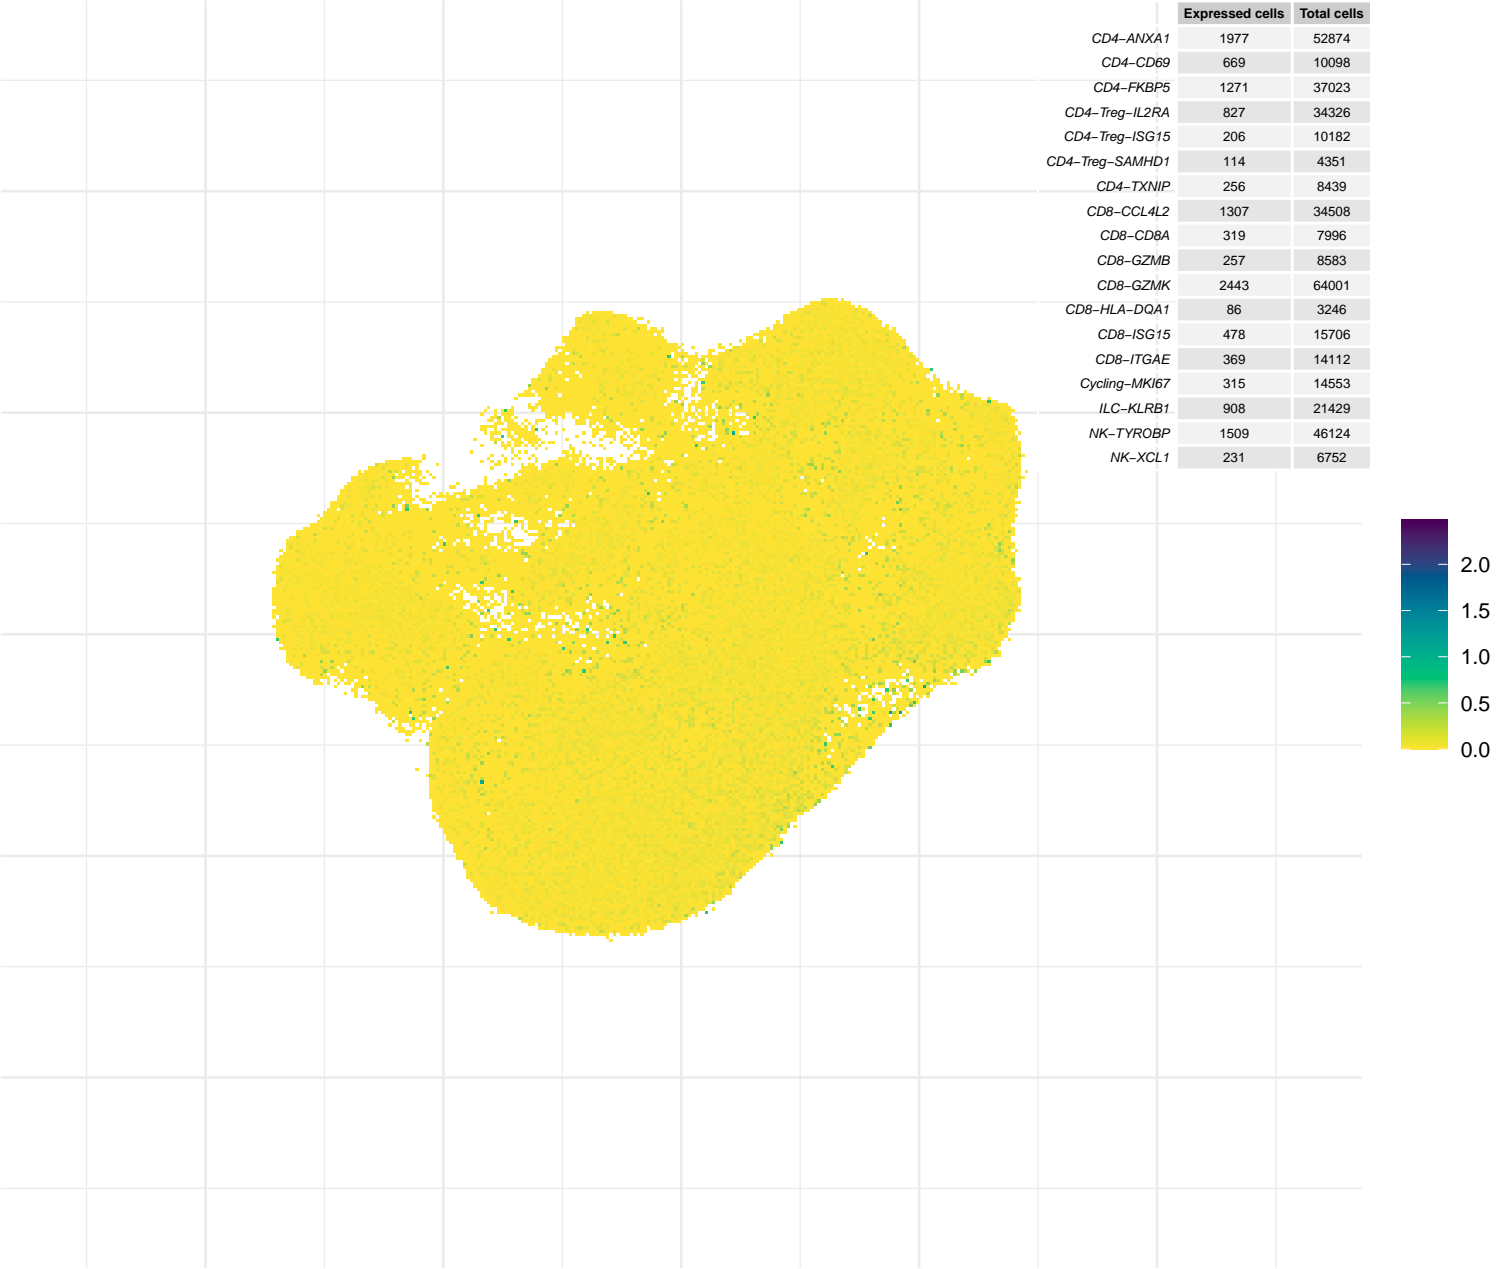 Expressed cells Total cells
CD4−ANXA1 1977 52874
CD4−CD69 669 10098
CD4−FKBP5 1271 37023
CD4−Treg−IL2RA 827 34326
CD4−Treg−ISG15 206 10182
CD4−Treg−SAMHD1 114 4351
CD4−TXNIP 256 8439
CD8−CCL4L2 1307 34508
CD8−CD8A 319 7996
CD8−GZMB 257 8583
CD8−GZMK 2443 64001
CD8−HLA−DQA1 86 3246
CD8−ISG15 478 15706
CD8−ITGAE 369 14112
Cycling−MKI67 315 14553
ILC−KLRB1 908 21429
NK−TYROBP 1509 46124
NK−XCL1 231 6752
2.0
1.5
1.0
0.5
0.0